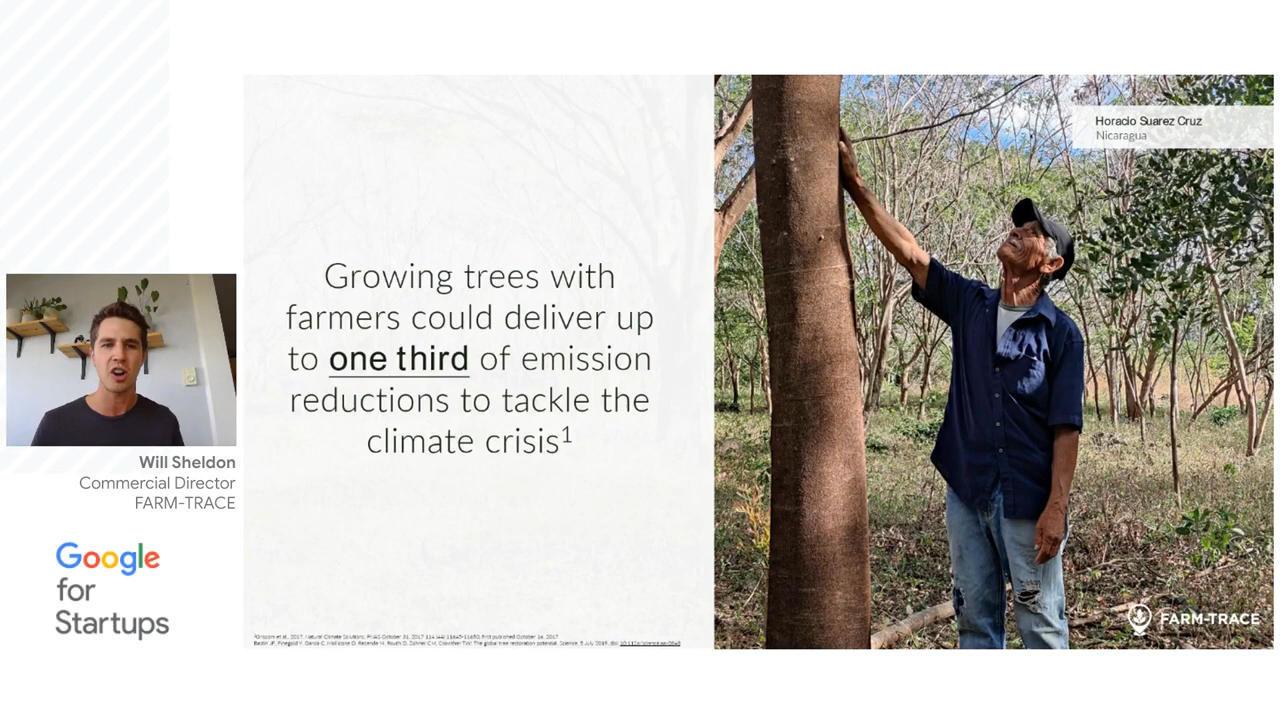 Growing trees with
farmers could deliver up
to one third of emission
reductions to tackle the
climate crisis¹
Horacio Suarez Cruz
Nicaragua
Will Sheldon
Commercial Director
FARM-TRACE
Google
for
Startups
FARM-TRACE